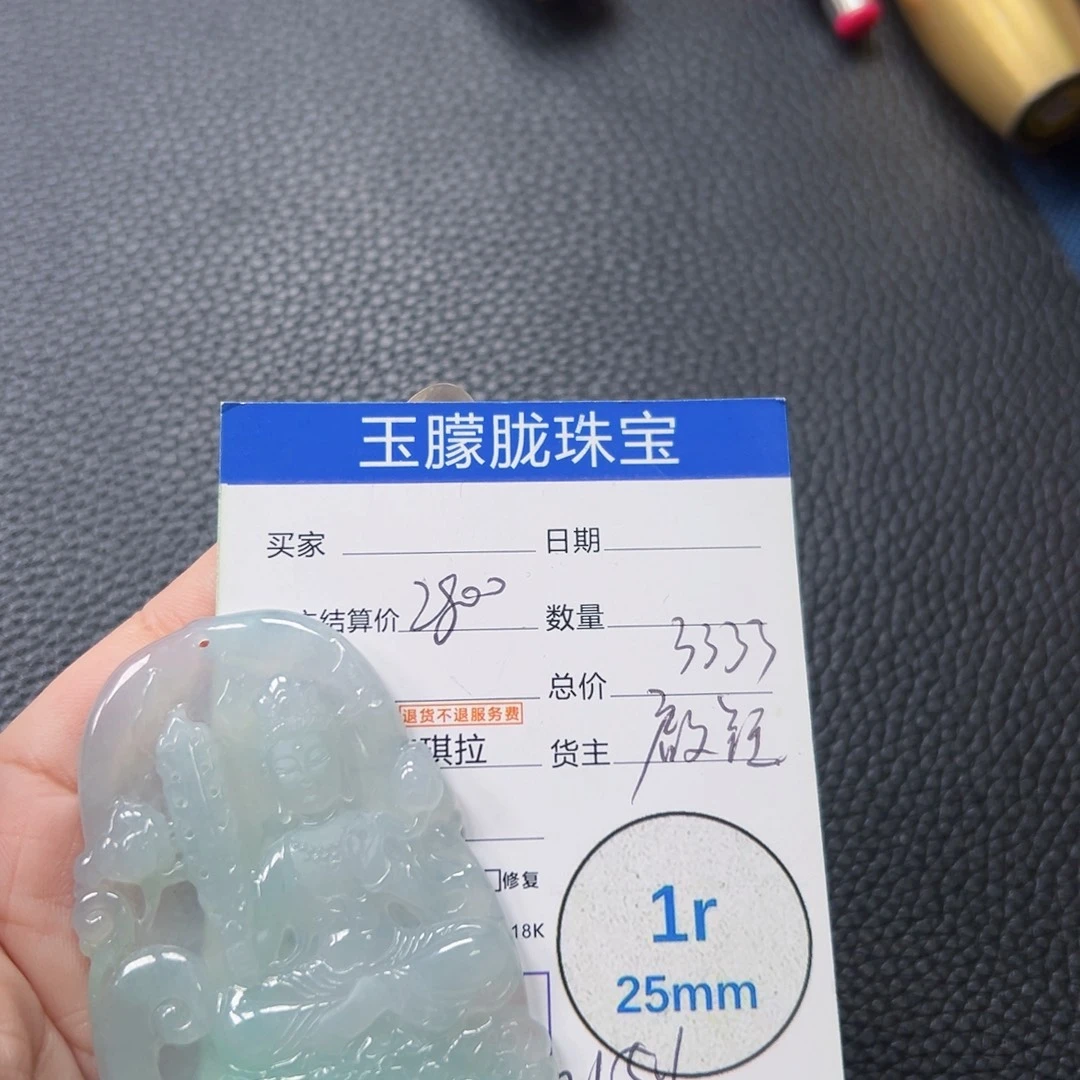 玉朦胧珠宝
买家 日期
结算价 2800 数量
3333
总价
退货不退服务费
琪拉 货主
修复
18K
1r
25mm